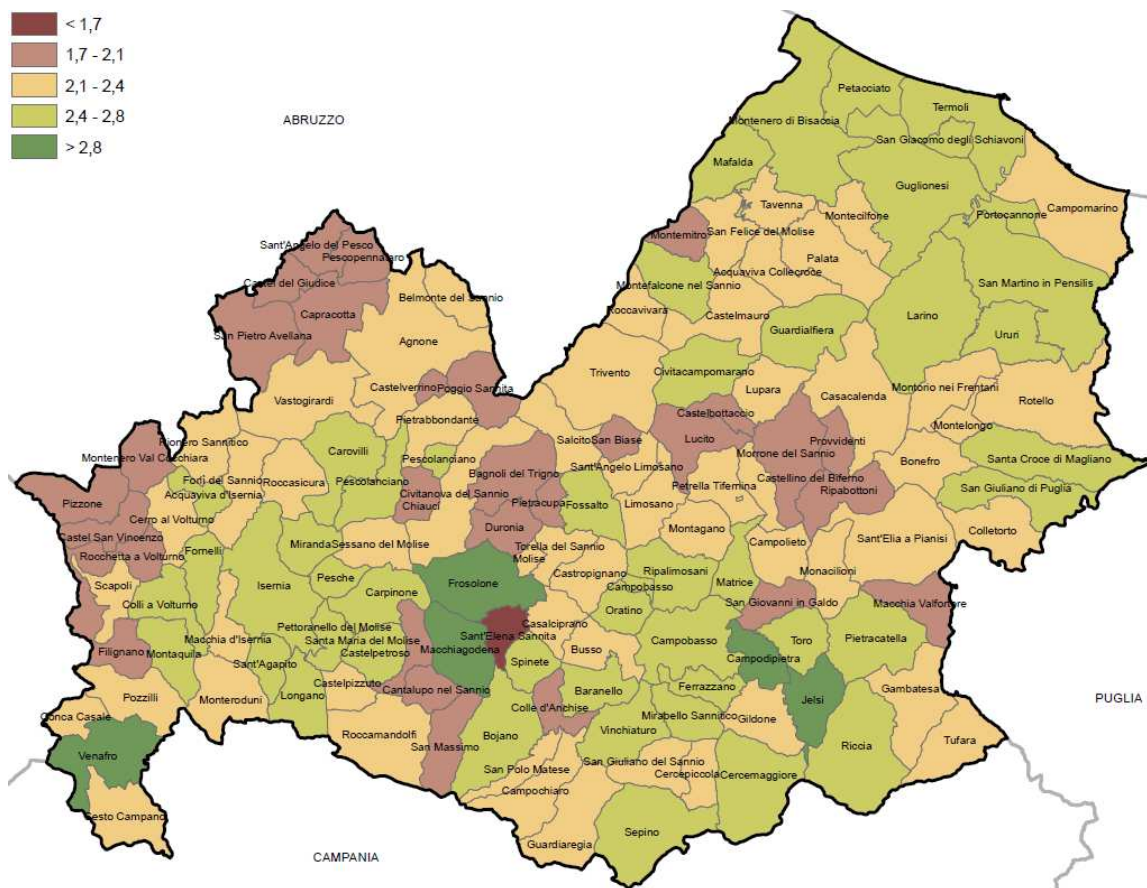 < 1,7
1,7 - 2,1
2,1 - 2,4
2,4 - 2,8
> 2,8
ABRUZZO
Petacciato
Termoli
Montenero di Bisaccia
San Giacomo degli Schiavoni
Mafalda
Guglionesi
Tavenna
Montecilfone
Portocannone
Campomarino
Montemitro
San Felice del Molise
Sant'Angelo del Pesco
Pescopennataro
Palata
Acquaviva Collecroce
Castel del Giudice
Montefalcone nel Sannio
San Martino in Pensilis
Belmonte del Sannio
Capracotta
Roccavivara
Castelmauro
Larino
San Pietro Avellana
Guardialfiera
Ururi
Agnone
Trivento
Civitacampomarano
Castelverrino
Poggio Sannita
Lupara
Casacalenda
Montorio nei Frentani
Rotello
Vastogirardi
Castelbottaccio
Pietrabbondante
Montelongo
Rionero Sannitico
Salcito
San Biase
Lucito
Provvidenti
Carovilli
Pescolanciano
Morrone del Sannio
Montenero Val Cocchiara
Santa Croce di Magliano
Bonefro
Roccasicura
Bagnoli del Trigno
Sant'Angelo Limosano
Forlì del Sannio
Pescolanciano
Castellino del Biferno
Petrella Tifernina
Ripabottoni
San Giuliano di Puglia
Acquaviva d'Isernia
Civitanova del Sannio
Pizzone
Pietracupa
Fossalto
Limosano
Chiauci
Cerro al Volturno
Duronia
Montagano
Colletorto
Castel San Vincenzo
Miranda
Sessano del Molise
Torella del Sannio
Campolieto
Sant'Elia a Pianisi
Rocchetta a Volturno
Fornelli
Molise
Monacilioni
Scapoli
Isernia
Pesche
Frosolone
Castropignano
Ripalimosani
Matrice
Carpinone
Campobasso
Colli a Volturno
San Giovanni in Galdo
Macchia Valfortore
Oratino
Pettoranello del Molise
Casalciprano
Macchia d'Isernia
Santa Maria del Molise
Sant'Elena Sannita
Campobasso
Toro
Pietracatella
Filignano
Montaquila
Castelpetroso
Macchiagodena
Busso
Sant'Agapito
Spinete
Campodipietra
Castelpizzuto
Ferrazzano
Pozzilli
Monteroduni
Longano
Cantalupo nel Sannio
Baranello
Gambatesa
PUGLIA
Colle d'Anchise
Mirabello Sannitico
Jelsi
Conca Casale
Gildone
Vinchiaturo
Roccamandolfi
Bojano
Tufara
San Massimo
Riccia
Venafro
San Giuliano del Sannio
San Polo Matese
Cercepiccola
Cercemaggiore
Campochiaro
Sesto Campano
Sepino
Guardiaregia
CAMPANIA